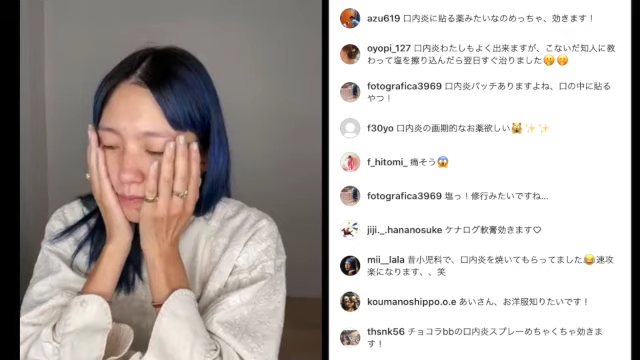 azu619 口内炎に貼る薬みたいなのめっちゃ、効きます！
oyopi_127 口内炎わたしもよく出来ますが、こないだ知人に教
わって塩を擦り込んだら翌日すぐ治りました🤭🤭
fotografica3969 口内炎パッチありますよね、口の中に貼る
やつ！
f30yo 口内炎の画期的なお薬欲しい🙀✨✨
f_hitomi_ 痛そう😱
fotografica3969 塩っ！修行みたいですね...
jiji._.hananosuke ケナログ軟膏効きます♡
mii__lala 昔小児科で、口内炎を焼いてもらってました😂速攻
楽になります、、笑
koumanoshippo.o.e あいさん、お洋服知りたいです！
thsnk56 チョコラbbの口内炎スプレーめちゃくちゃ効きま
す！